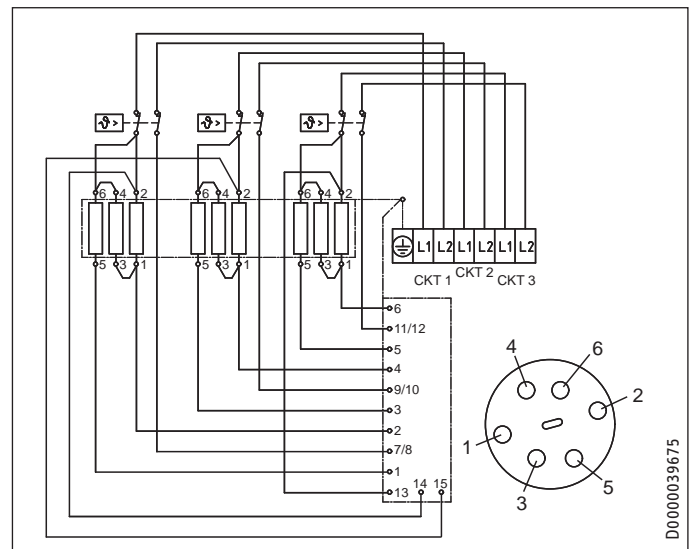 ϑ > ϑ > ϑ >
6 4 2 6 4 2 6 4 2
5 3 1 5 3 1 5 3 1
L1 L2 L1 L2 L1 L2
CKT 1 CKT 2 CKT 3
6
11/12
5
4
9/10
3
2
7/8
1
13 14 15
4 6
2
1
3 5
D0000039675